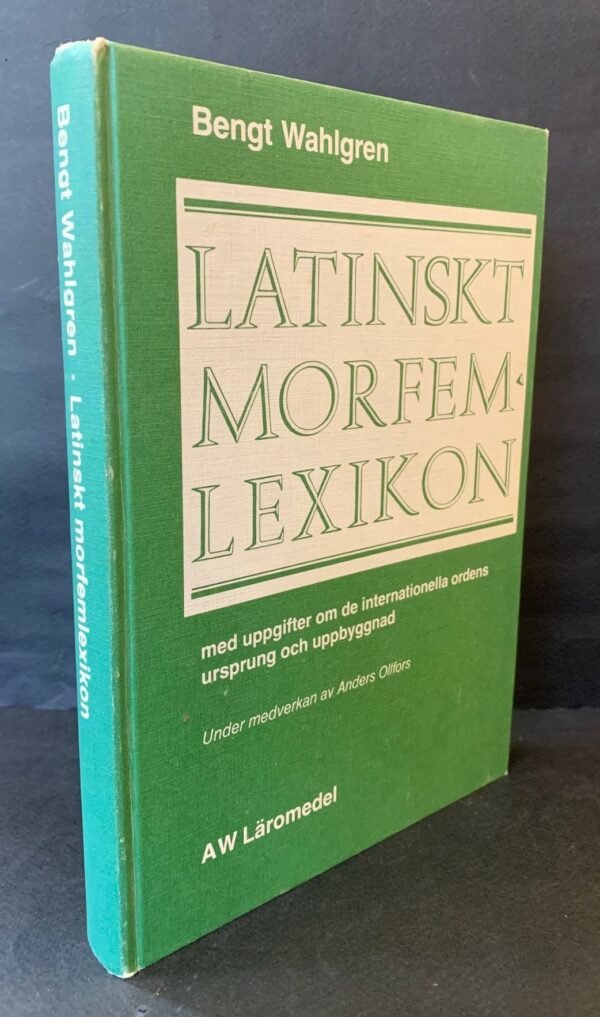 Bengt Wahlgren · Latinskt morfemlexikon
Bengt Wahlgren
LATINSKT
MORFEM-
LEXIKON
med uppgifter om de internationella ordens
ursprung och uppbyggnad
Under medverkan av Anders Ollfors
AW Läromedel